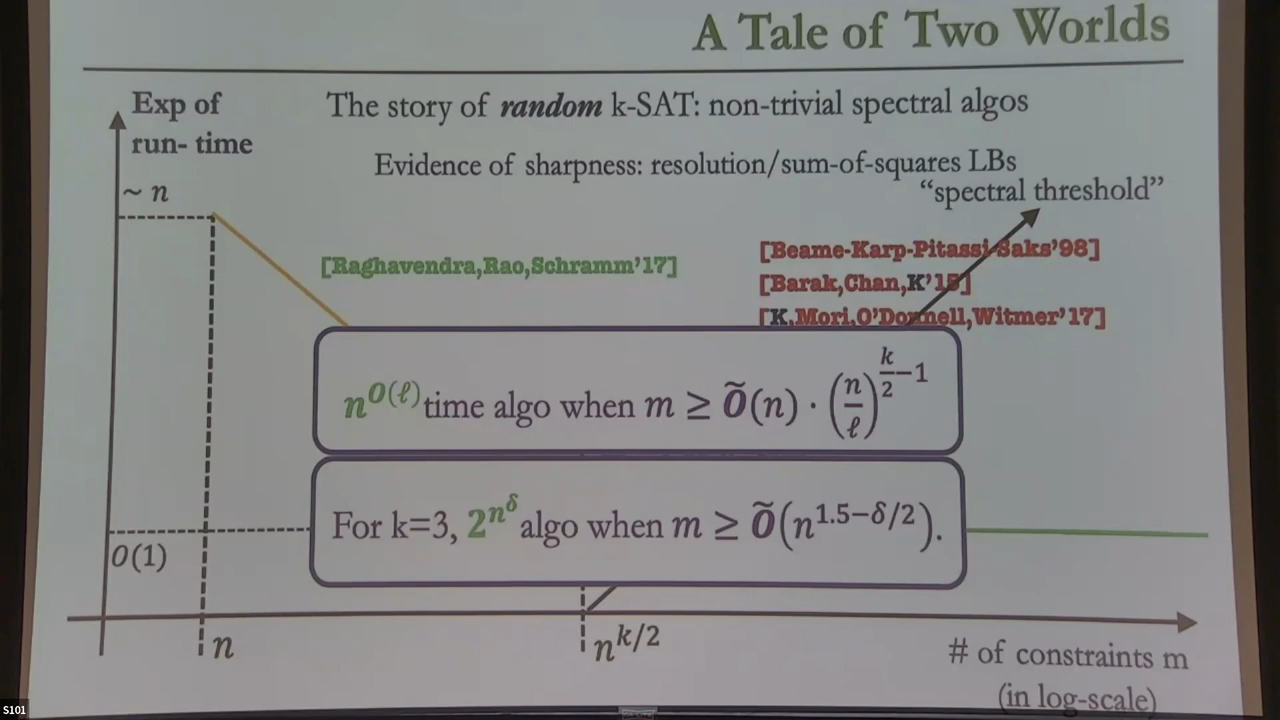 A Tale of Two Worlds
Exp of
run- time
The story of random k-SAT: non-trivial spectral algos
Evidence of sharpness: resolution/sum-of-squares LBs
~ n
“spectral threshold”
[Raghavendra,Rao,Schramm’17]
[Beame-Karp-Pitassi-Saks’98]
[Barak,Chan,K’15]
[K,Mori,O’Donnell,Witmer’17]
n^{O(ℓ)} time algo when m ≥ Õ(n) · (n/ℓ)^{k/2 −1}
For k=3, 2^{n^δ} algo when m ≥ Õ(n^{1.5−δ/2}).
O(1)
n
n^{k/2}
# of constraints m
(in log-scale)
S101